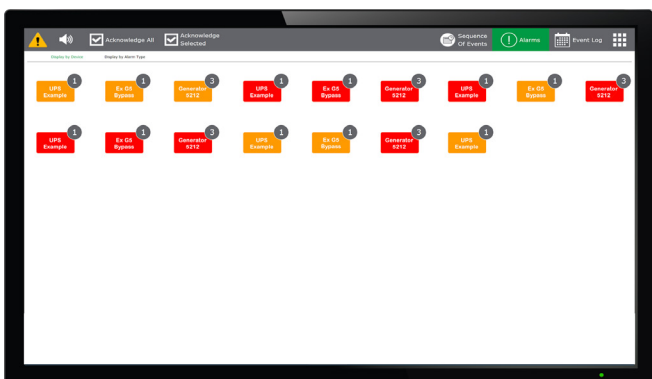 Acknowledge All
Acknowledge
Selected
Sequence
Of Events
Alarms
Event Log
Display by Device
Display by Alarm Type
UPS
Example
1
Ex GS
Bypass
1
Generator
5212
3
UPS
Example
1
Ex GS
Bypass
1
Generator
5212
3
UPS
Example
1
Ex GS
Bypass
1
Generator
5212
3
UPS
Example
1
Ex GS
Bypass
1
Generator
5212
3
UPS
Example
1
Ex GS
Bypass
1
Generator
5212
3
UPS
Example
1